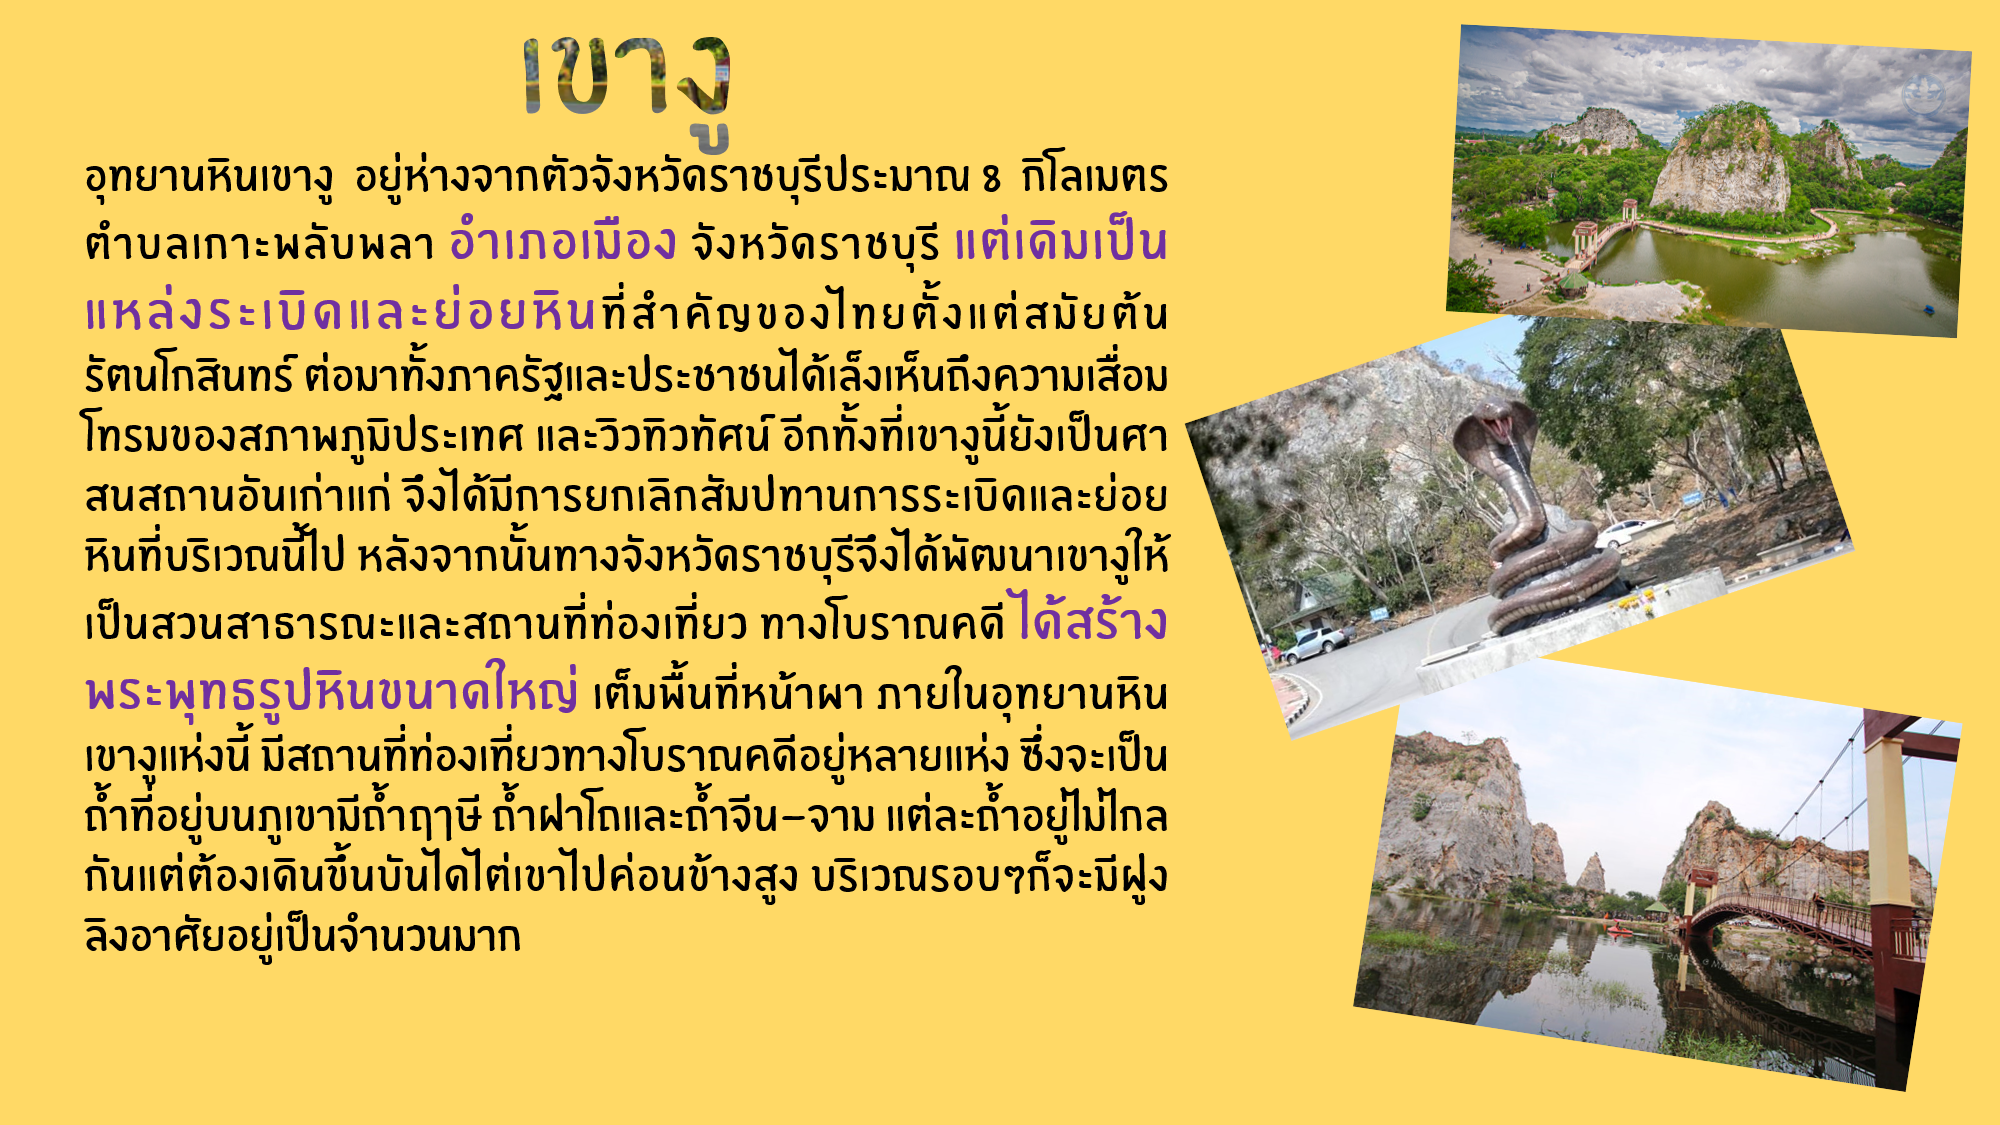 เขางู
อุทยานหินเขางู อยู่ห่างจากตัวจังหวัดราชบุรีประมาณ 8 กิโลเมตร
ตำบลเกาะพลับพลา อำเภอเมือง จังหวัดราชบุรี แต่เดิมเป็น
แหล่งระเบิดและย่อยหินที่สำคัญของไทยตั้งแต่สมัยต้น
รัตนโกสินทร์ ต่อมาทั้งภาครัฐและประชาชนได้เล็งเห็นถึงความเสื่อม
โทรมของสภาพภูมิประเทศ และวิวทิวทัศน์ อีกทั้งที่เขางูนี้ยังเป็นศา
สนสถานอันเก่าแก่ จึงได้มีการยกเลิกสัมปทานการระเบิดและย่อย
หินที่บริเวณนี้ไป หลังจากนั้นทางจังหวัดราชบุรีจึงได้พัฒนาเขางูให้
เป็นสวนสาธารณะและสถานที่ท่องเที่ยว ทางโบราณคดี ได้สร้าง
พระพุทธรูปหินขนาดใหญ่ เต็มพื้นที่หน้าผา ภายในอุทยานหิน
เขางูแห่งนี้ มีสถานที่ท่องเที่ยวทางโบราณคดีอยู่หลายแห่ง ซึ่งจะเป็น
ถ้ำที่อยู่บนภูเขามีถ้ำฤๅษี ถ้ำฝาโถและถ้ำจีน-จาม แต่ละถ้ำอยู่ไม่ไกล
กันแต่ต้องเดินขึ้นบันไดไต่เขาไปค่อนข้างสูง บริเวณรอบๆก็จะมีฝูง
ลิงอาศัยอยู่เป็นจำนวนมาก